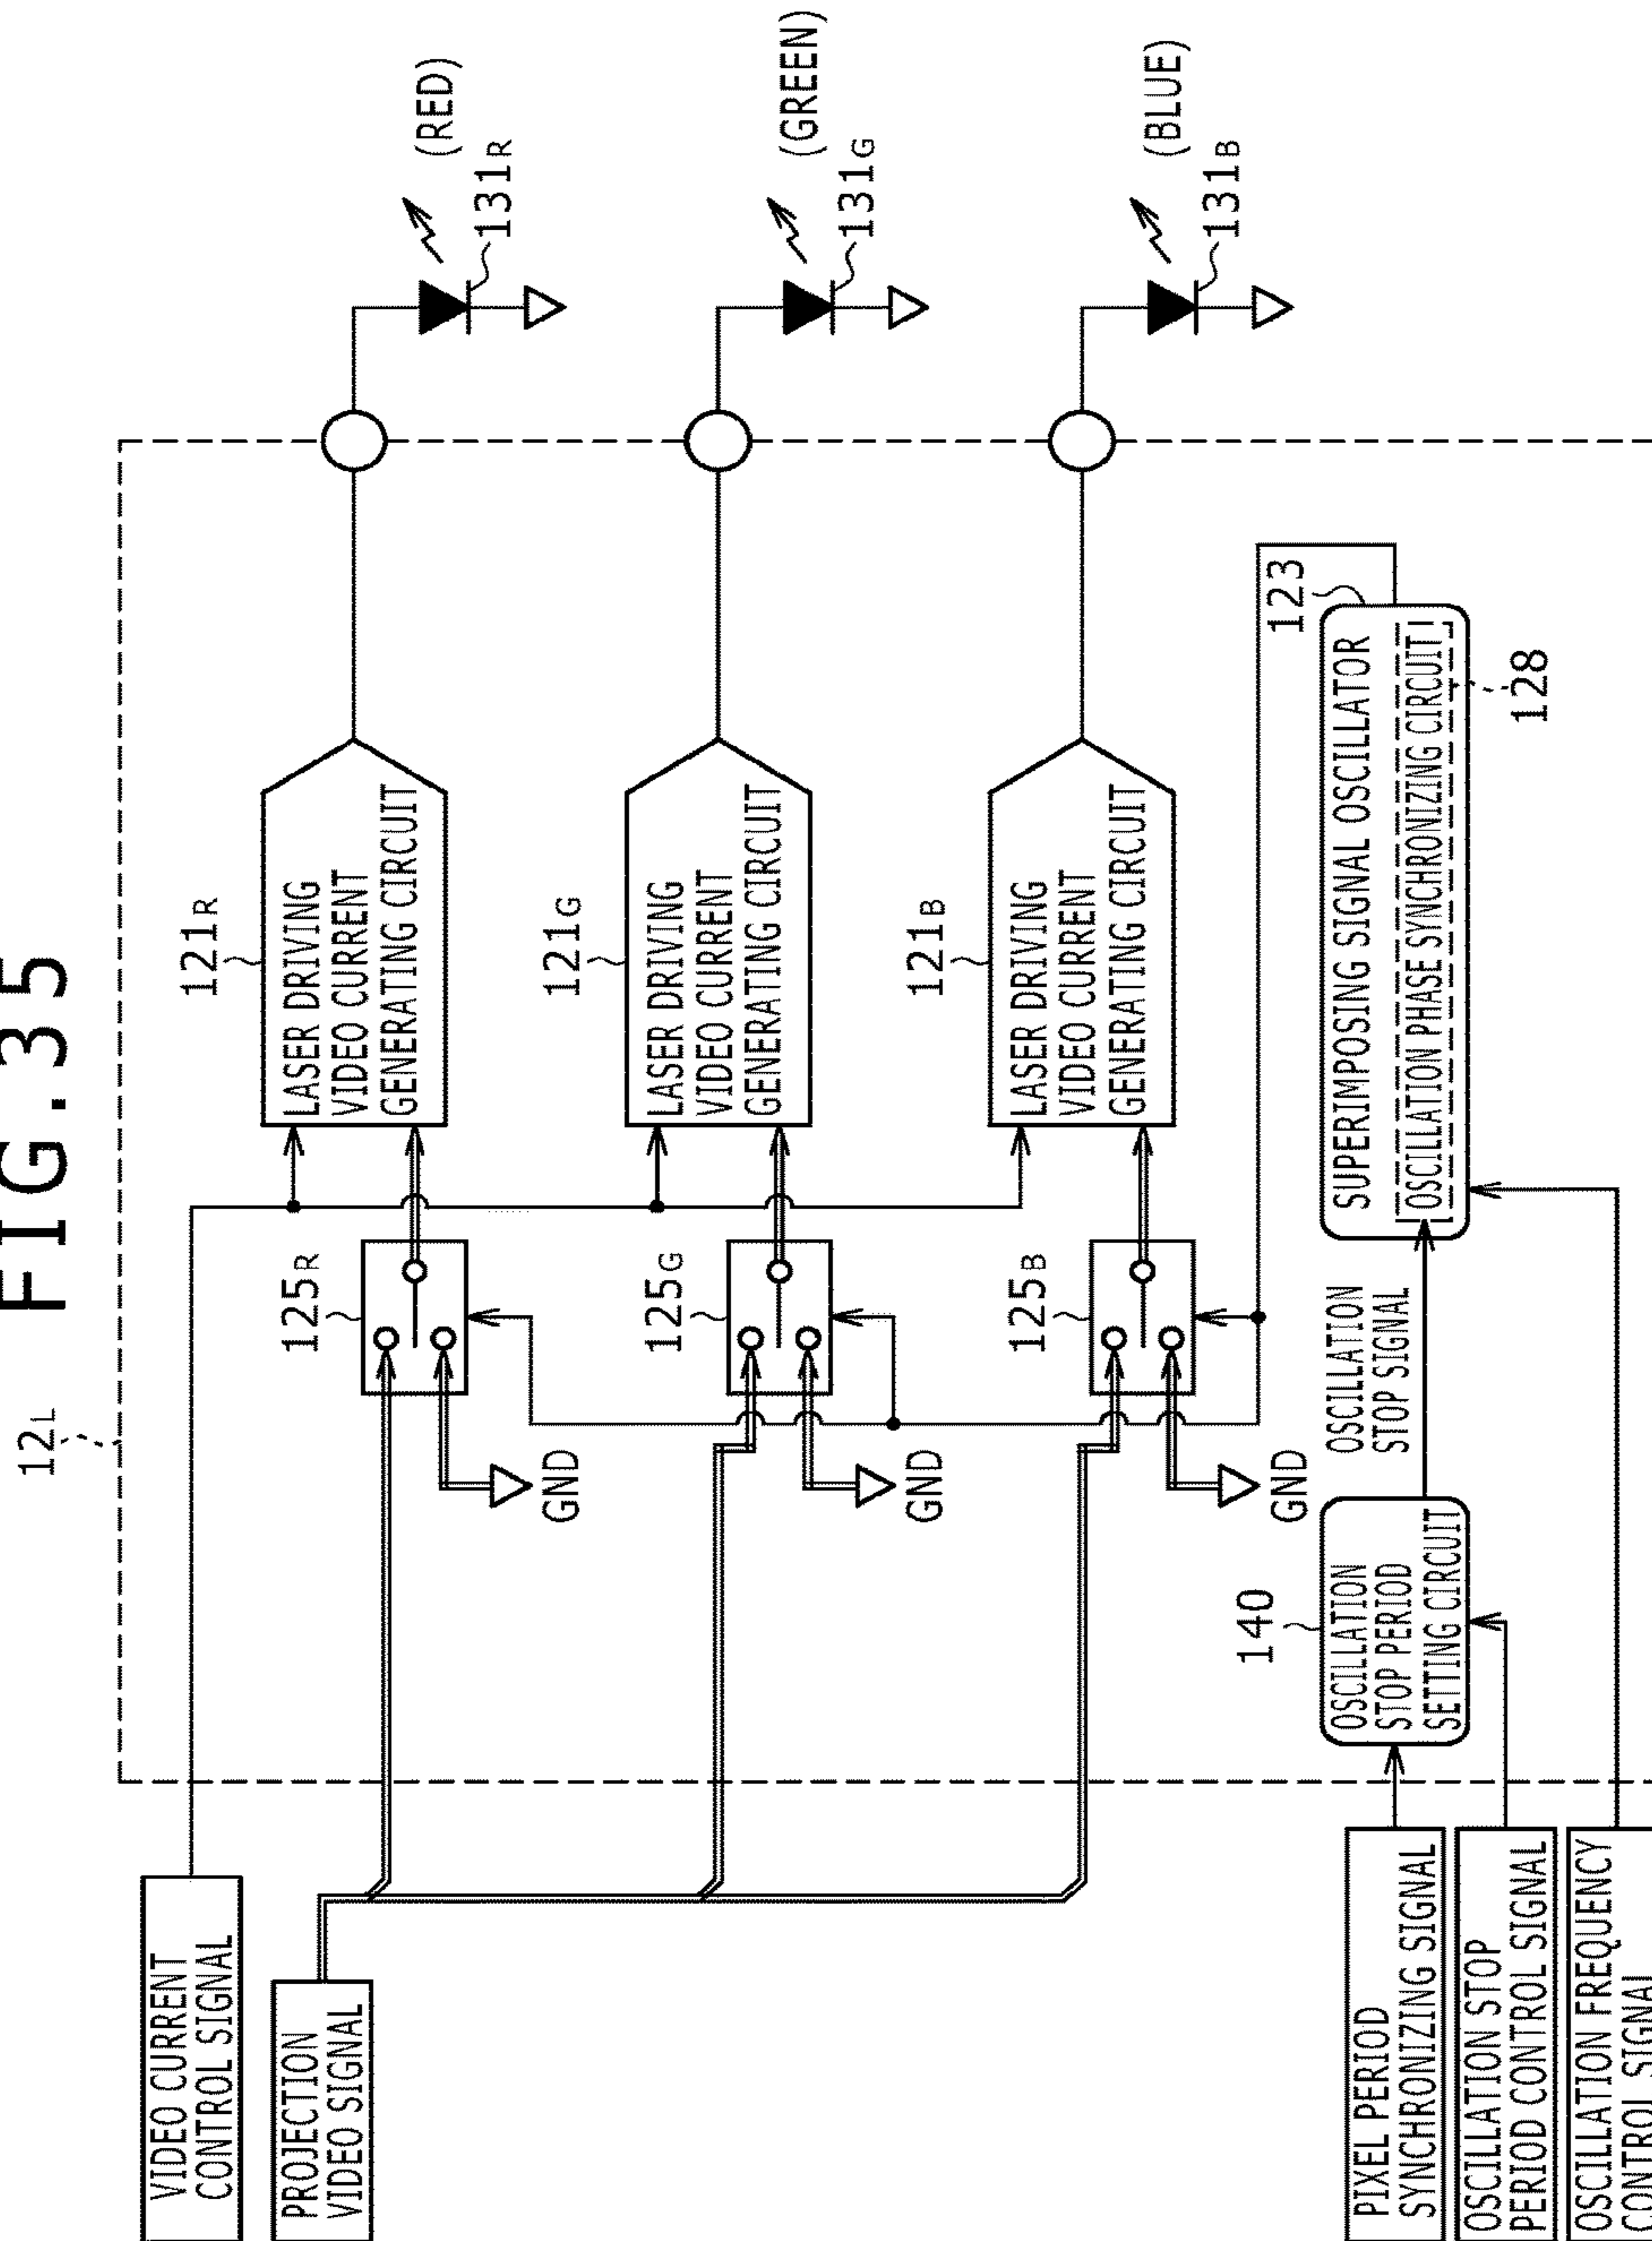 FIG.35
12L
VIDEO CURRENT
CONTROL SIGNAL
PROJECTION
VIDEO SIGNAL
125R
GND
121R
LASER DRIVING
VIDEO CURRENT
GENERATING CIRCUIT
(RED)
131R
125G
GND
121G
LASER DRIVING
VIDEO CURRENT
GENERATING CIRCUIT
(GREEN)
131G
125B
GND
121B
LASER DRIVING
VIDEO CURRENT
GENERATING CIRCUIT
(BLUE)
131B
PIXEL PERIOD
SYNCHRONIZING SIGNAL
OSCILLATION STOP
PERIOD CONTROL SIGNAL
OSCILLATION FREQUENCY
CONTROL SIGNAL
140
OSCILLATION
STOP PERIOD
SETTING CIRCUIT
OSCILLATION
STOP SIGNAL
123
SUPERIMPOSING SIGNAL OSCILLATOR
OSCILLATION PHASE SYNCHRONIZING CIRCUIT
128